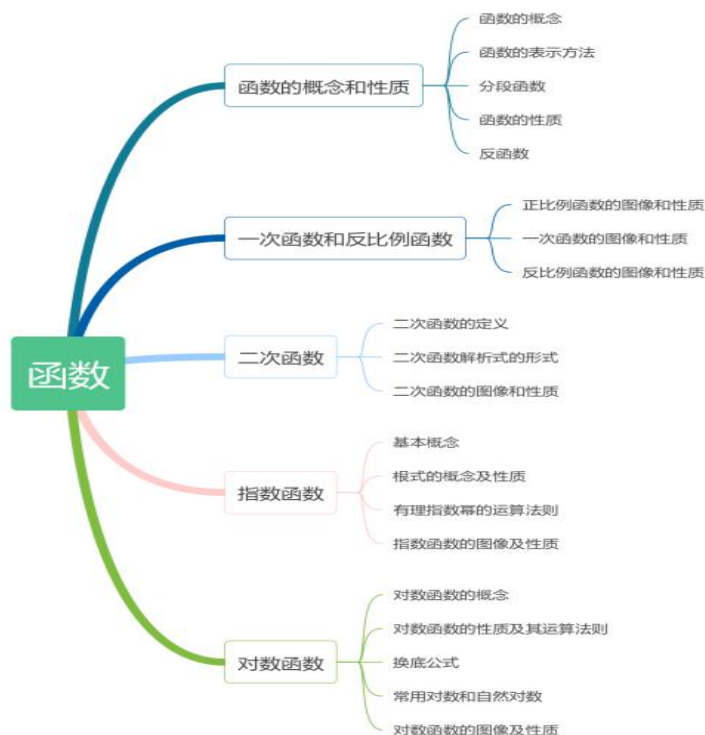 函数
函数的概念和性质
函数的概念
函数的表示方法
分段函数
函数的性质
反函数
一次函数和反比例函数
正比例函数的图像和性质
一次函数的图像和性质
反比例函数的图像和性质
二次函数
二次函数的定义
二次函数解析式的形式
二次函数的图像和性质
指数函数
基本概念
根式的概念及性质
有理指数幂的运算法则
指数函数的图像及性质
对数函数
对数函数的概念
对数函数的性质及其运算法则
换底公式
常用对数和自然对数
对数函数的图像及性质